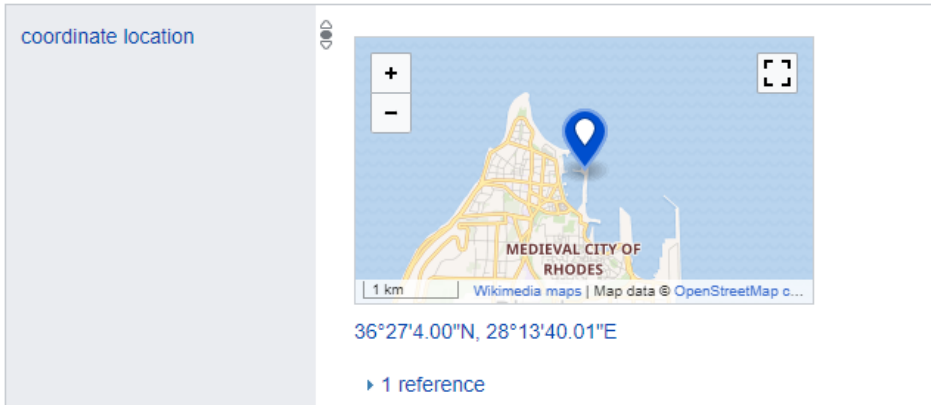 coordinate location
+
−
MEDIEVAL CITY OF
RHODES
1 km
Wikimedia maps | Map data © OpenStreetMap c...
36°27'4.00"N, 28°13'40.01"E
1 reference